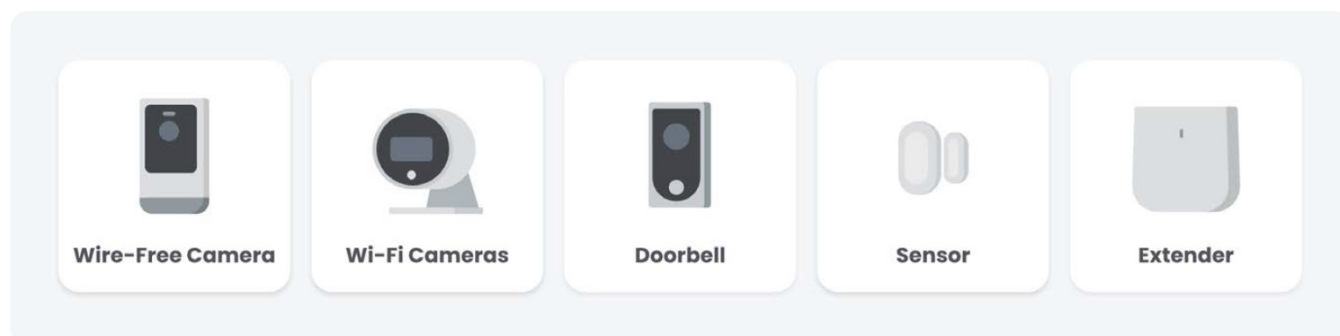 Wire-Free Camera
Wi-Fi Cameras
Doorbell
Sensor
Extender